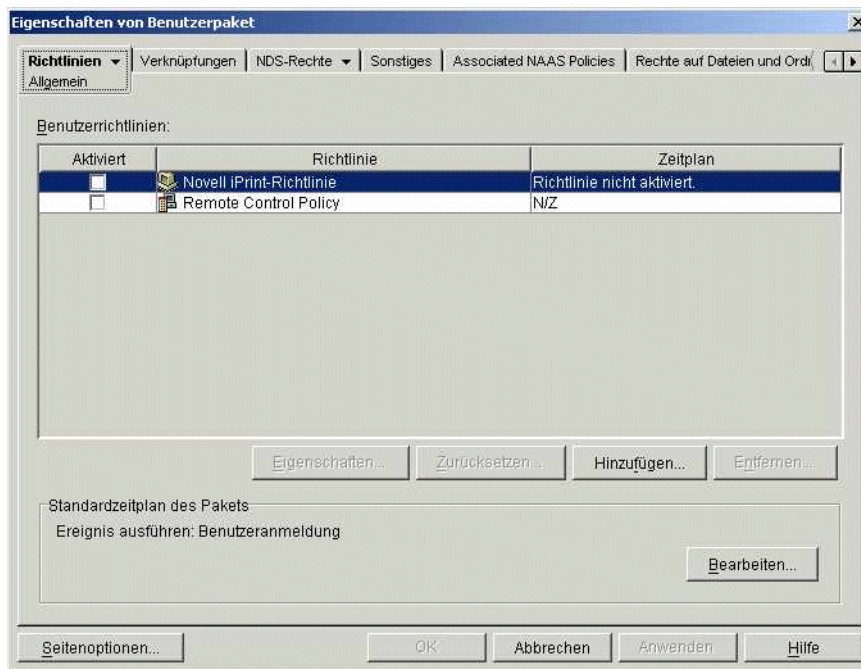 Eigenschaften von Benutzerpaket
Richtlinien Verknüpfungen NDS-Rechte Sonstiges Associated NAAS Policies Rechte auf Dateien und Ordn
Allgemein
Benutzerrichtlinien:
Aktiviert Richtlinie Zeitplan
Novell iPrint-Richtlinie Richtlinie nicht aktiviert.
Remote Control Policy N/Z
Eigenschaften... Zurücksetzen... Hinzufügen... Entfernen...
Standardzeitplan des Pakets
Ereignis ausführen: Benutzeranmeldung
Bearbeiten...
Seitenoptionen... OK Abbrechen Anwenden Hilfe